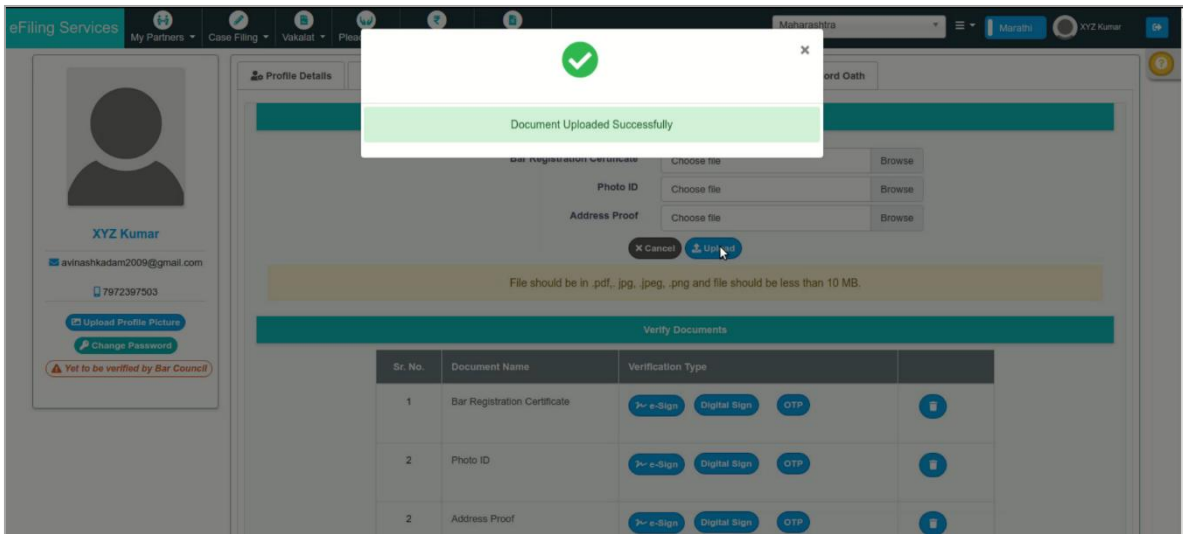 eFiling Services
My Partners
Case Filing
Vakalat
Maharashtra
Marathi
XYZ Kumar
Profile Details
ord Oath
Document Uploaded Successfully
Bar Registration Certificate
Choose file
Browse
Photo ID
Choose file
Browse
Address Proof
Choose file
Browse
Cancel
Upload
XYZ Kumar
avinashkadam2009@gmail.com
7972397503
Upload Profile Picture
Change Password
Yet to be verified by Bar Council
File should be in .pdf,. jpg, .jpeg, .png and file should be less than 10 MB.
Verify Documents
Sr. No. Document Name Verification Type
1 Bar Registration Certificate e-Sign Digital Sign OTP
2 Photo ID e-Sign Digital Sign OTP
2 Address Proof e-Sign Digital Sign OTP